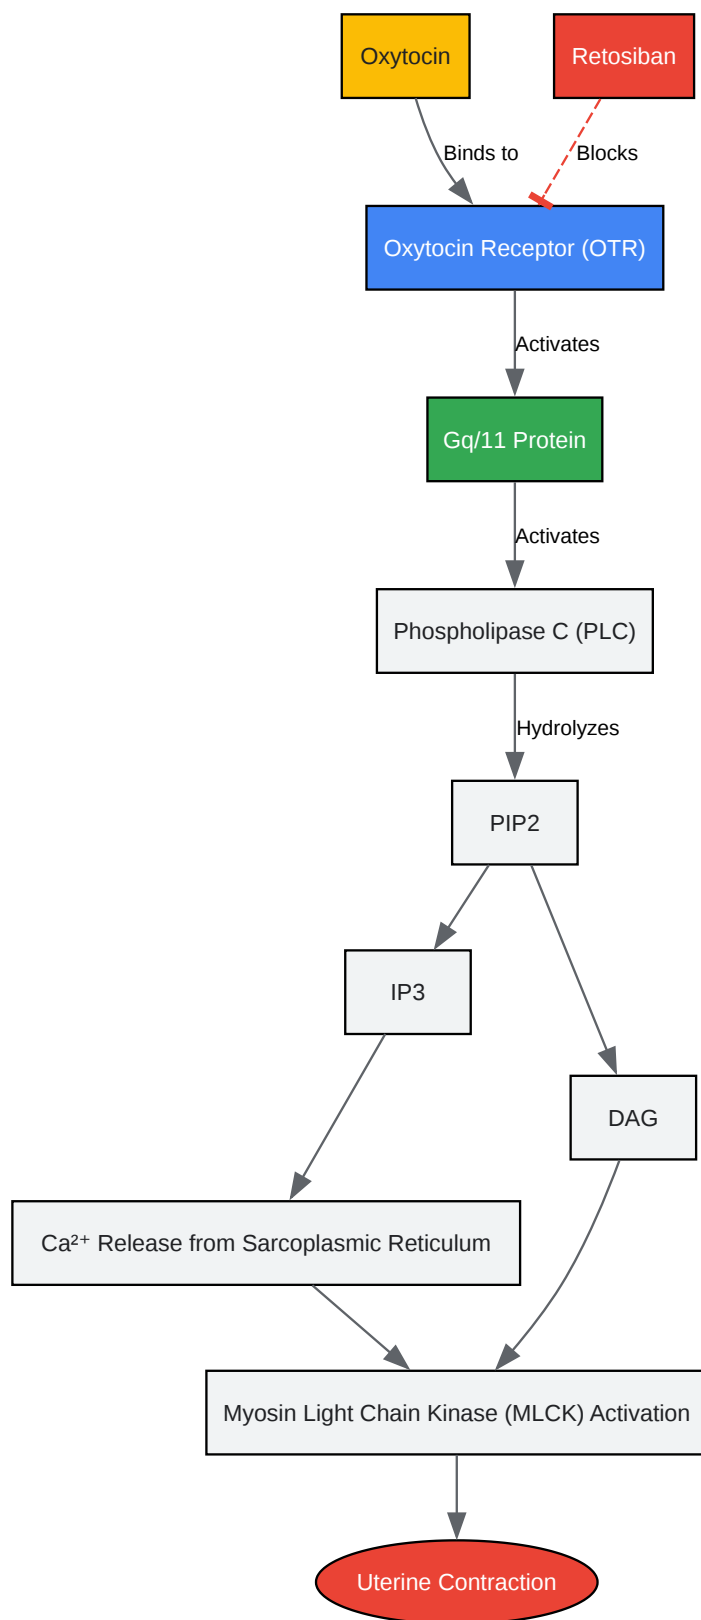 Oxytocin
Retosiban
Binds to
Blocks
Oxytocin Receptor (OTR)
Activates
Gq/11 Protein
Activates
Phospholipase C (PLC)
Hydrolyzes
PIP2
IP3
DAG
Ca²⁺ Release from Sarcoplasmic Reticulum
Myosin Light Chain Kinase (MLCK) Activation
Uterine Contraction